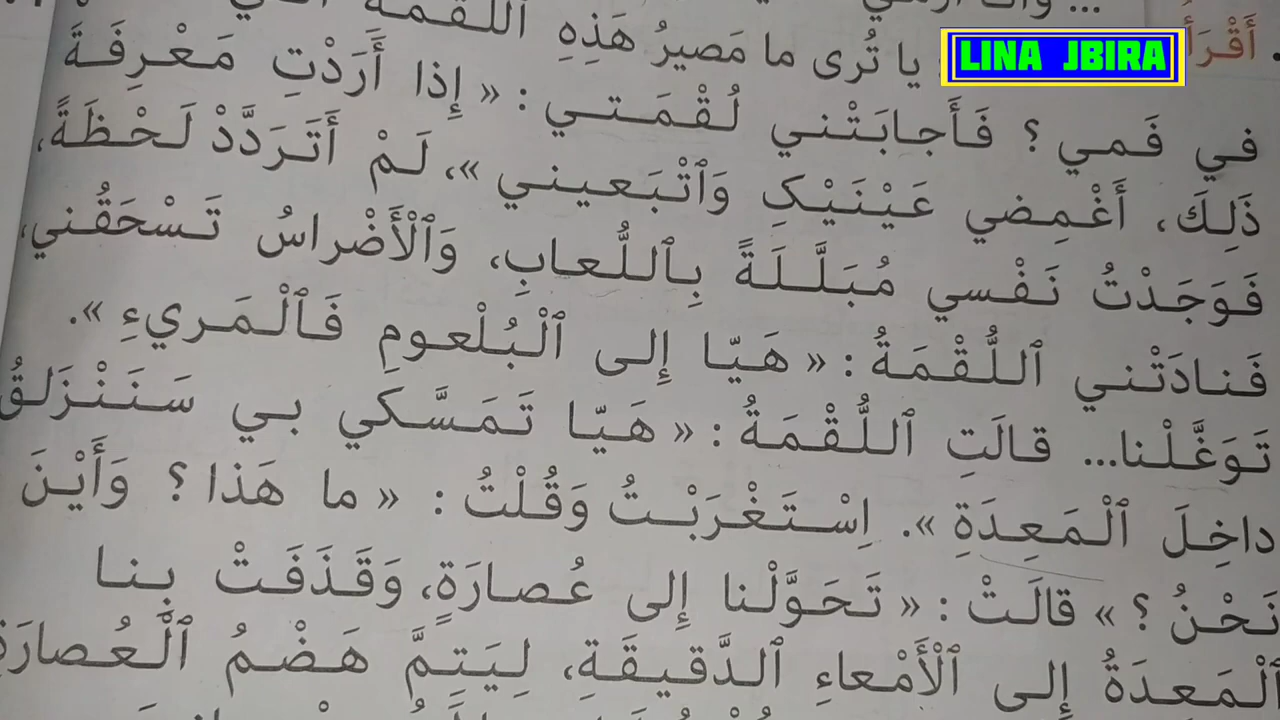 أَقْرَأُ
LINA JBIRA
يا تُرى ما مَصيرُ هَذِهِ اللُّقْمَةِ
في فَمي ؟ فَأَجابَتْني لُقْمَتي : « إِذا أَرَدْتِ مَعْرِفَةَ
ذَلِكَ، أَغْمِضي عَيْنَيْكِ وَٱتْبَعيني »، لَمْ أَتَرَدَّدْ لَحْظَةً،
فَوَجَدْتُ نَفْسي مُبَلَّلَةً بِٱللُّعابِ، وَٱلْأَضْراسُ تَسْحَقُني،
فَنادَتْني ٱللُّقْمَةُ : « هَيّا إِلى ٱلْبُلْعومِ فَٱلْمَريءِ ».
تَوَغَّلْنا... قالَتِ ٱللُّقْمَةُ : « هَيّا تَمَسَّكي بي سَنَنْزَلِقُ
داخِلَ ٱلْمَعِدَةِ ». اِسْتَغْرَبْتُ وَقُلْتُ : « ما هَذا ؟ وَأَيْنَ
نَحْنُ ؟ » قالَتْ : « تَحَوَّلْنا إِلى عُصارَةٍ، وَقَذَفَتْ بِنا
ٱلْمَعِدَةُ إِلى ٱلْأَمْعاءِ ٱلدَّقيقَةِ، لِيَتِمَّ هَضْمُ ٱلْعُصارَةِ